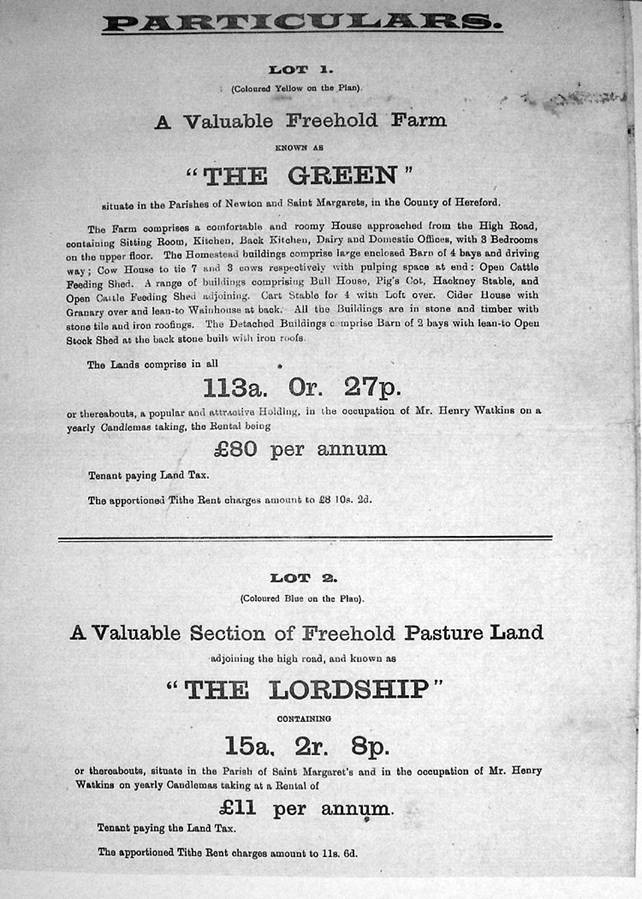 PARTICULARS.
LOT 1.
(Coloured Yellow on the Plan).
A Valuable Freehold Farm
KNOWN AS
"THE GREEN"
situate in the Parishes of Newton and Saint Margarets, in the County of Hereford.
The Farm comprises a comfortable and roomy House approached from the High Road,
containing Sitting Room, Kitchen, Back Kitchen, Dairy and Domestic Offices, with 3 Bedrooms
on the upper floor. The Homestead buildings comprise large enclosed Barn of 4 bays and driving
way; Cow House to tie 7 and 3 cows respectively with pulping space at end: Open Cattle
Feeding Shed. A range of buildings comprising Bull House, Pig's Cot, Hackney Stable, and
Open Cattle Feeding Shed adjoining. Cart Stable for 4 with Loft over. Cider House with
Granary over and lean-to Wainhouse at back. All the Buildings are in stone and timber with
stone tile and iron roofings. The Detached Buildings c mprise Barn of 2 bays with lean-to Open
Stock Shed at the back stone built with iron roofs.
The Lands comprise in all
113a. 0r. 27p.
or thereabouts, a popular and attractive Holding, in the occupation of Mr. Henry Watkins on a
yearly Candlemas taking, the Rental being
£80 per annum
Tenant paying Land Tax.
The apportioned Tithe Rent charges amount to £8 10s. 2d.
LOT 2.
(Coloured Blue on the Plan).
A Valuable Section of Freehold Pasture Land
adjoining the high road, and known as
"THE LORDSHIP"
CONTAINING
15a. 2r. 8p.
or thereabouts, situate in the Parish of Saint Margaret's and in the occupation of Mr. Henry
Watkins on yearly Candlemas taking at a Rental of
£11 per annum.
Tenant paying the Land Tax.
The apportioned Tithe Rent charges amount to 11s. 6d.